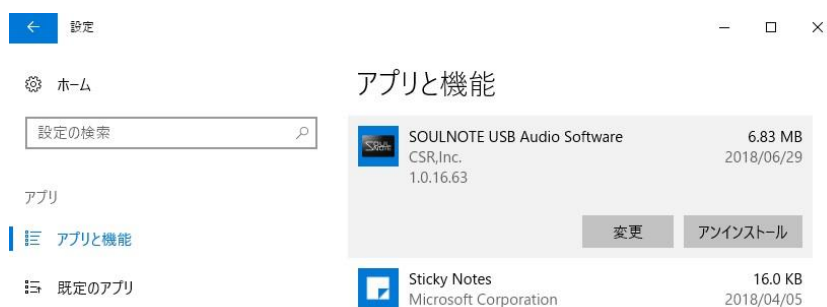 設定
ホーム
設定の検索
アプリ
アプリと機能
既定のアプリ
アプリと機能
SOULNOTE USB Audio Software
6.83 MB
CSR,Inc.
2018/06/29
1.0.16.63
変更
アンインストール
Sticky Notes
16.0 KB
Microsoft Corporation
2018/04/05